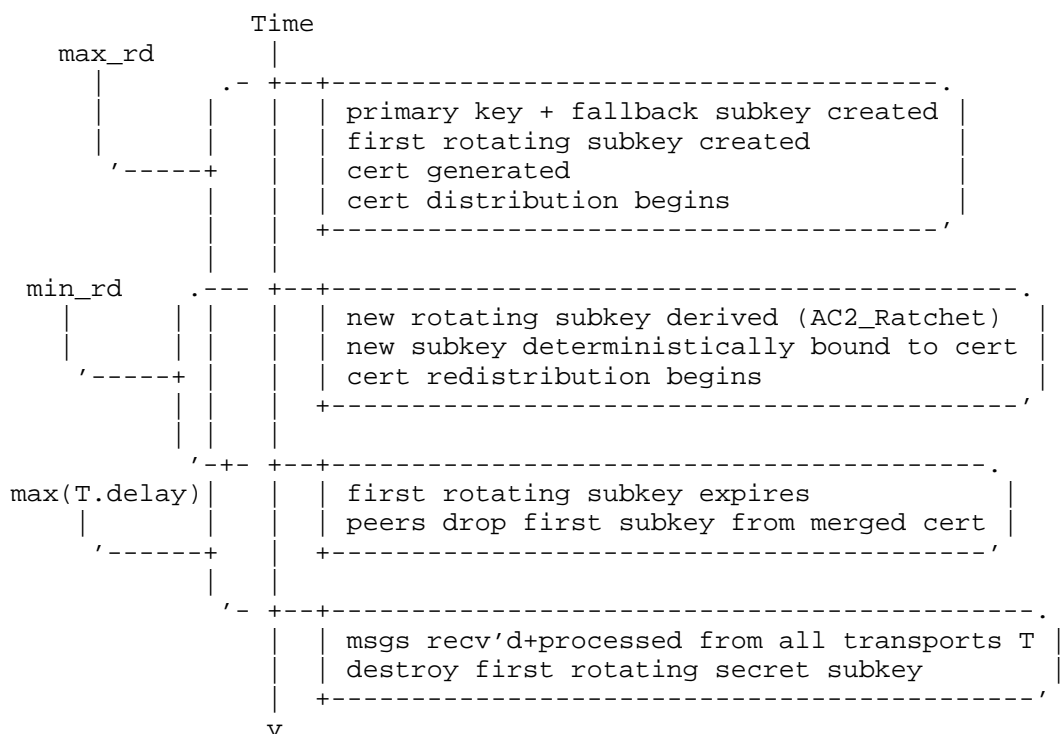 Time
max_rd
primary key + fallback subkey created
first rotating subkey created
cert generated
cert distribution begins
min_rd
new rotating subkey derived (AC2_Ratchet)
new subkey deterministically bound to cert
cert redistribution begins
max(T.delay)
first rotating subkey expires
peers drop first subkey from merged cert
msgs recv'd+processed from all transports T
destroy first rotating secret subkey
v